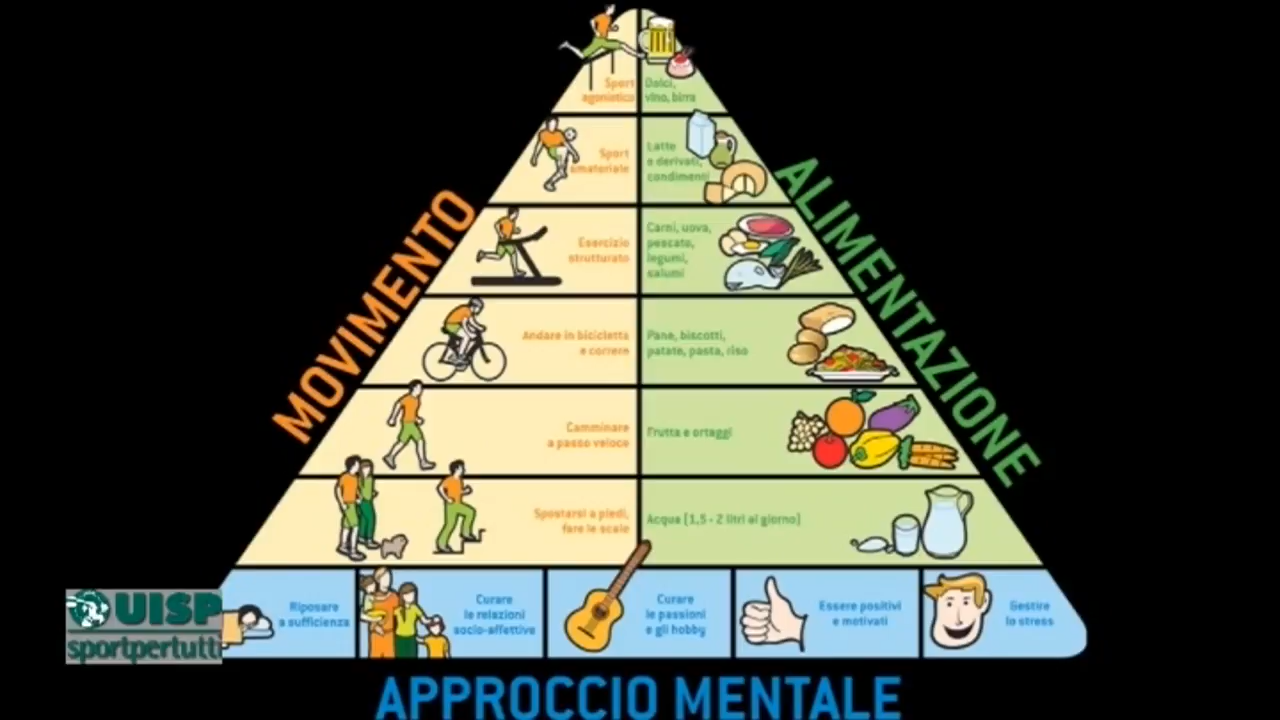 Sport
agonistico
Dolci,
vino, birra
Sport
amatoriale
Latte
e derivati,
condimenti
Esercizio
strutturato
Carni, uova,
pescato,
legumi,
salumi
MOVIMENTO
ALIMENTAZIONE
Andare in bicicletta
e correre
Pane, biscotti,
patate, pasta, riso
Camminare
a passo veloce
Frutta e ortaggi
Spostarsi a piedi,
fare le scale
Acqua [1,5 - 2 litri al giorno]
Riposare
a sufficienza
Curare
le relazioni
socio-affettive
Curare
le passioni
e gli hobby
Essere positivi
e motivati
Gestire
lo stress
UISP
sportpertutti
APPROCCIO MENTALE